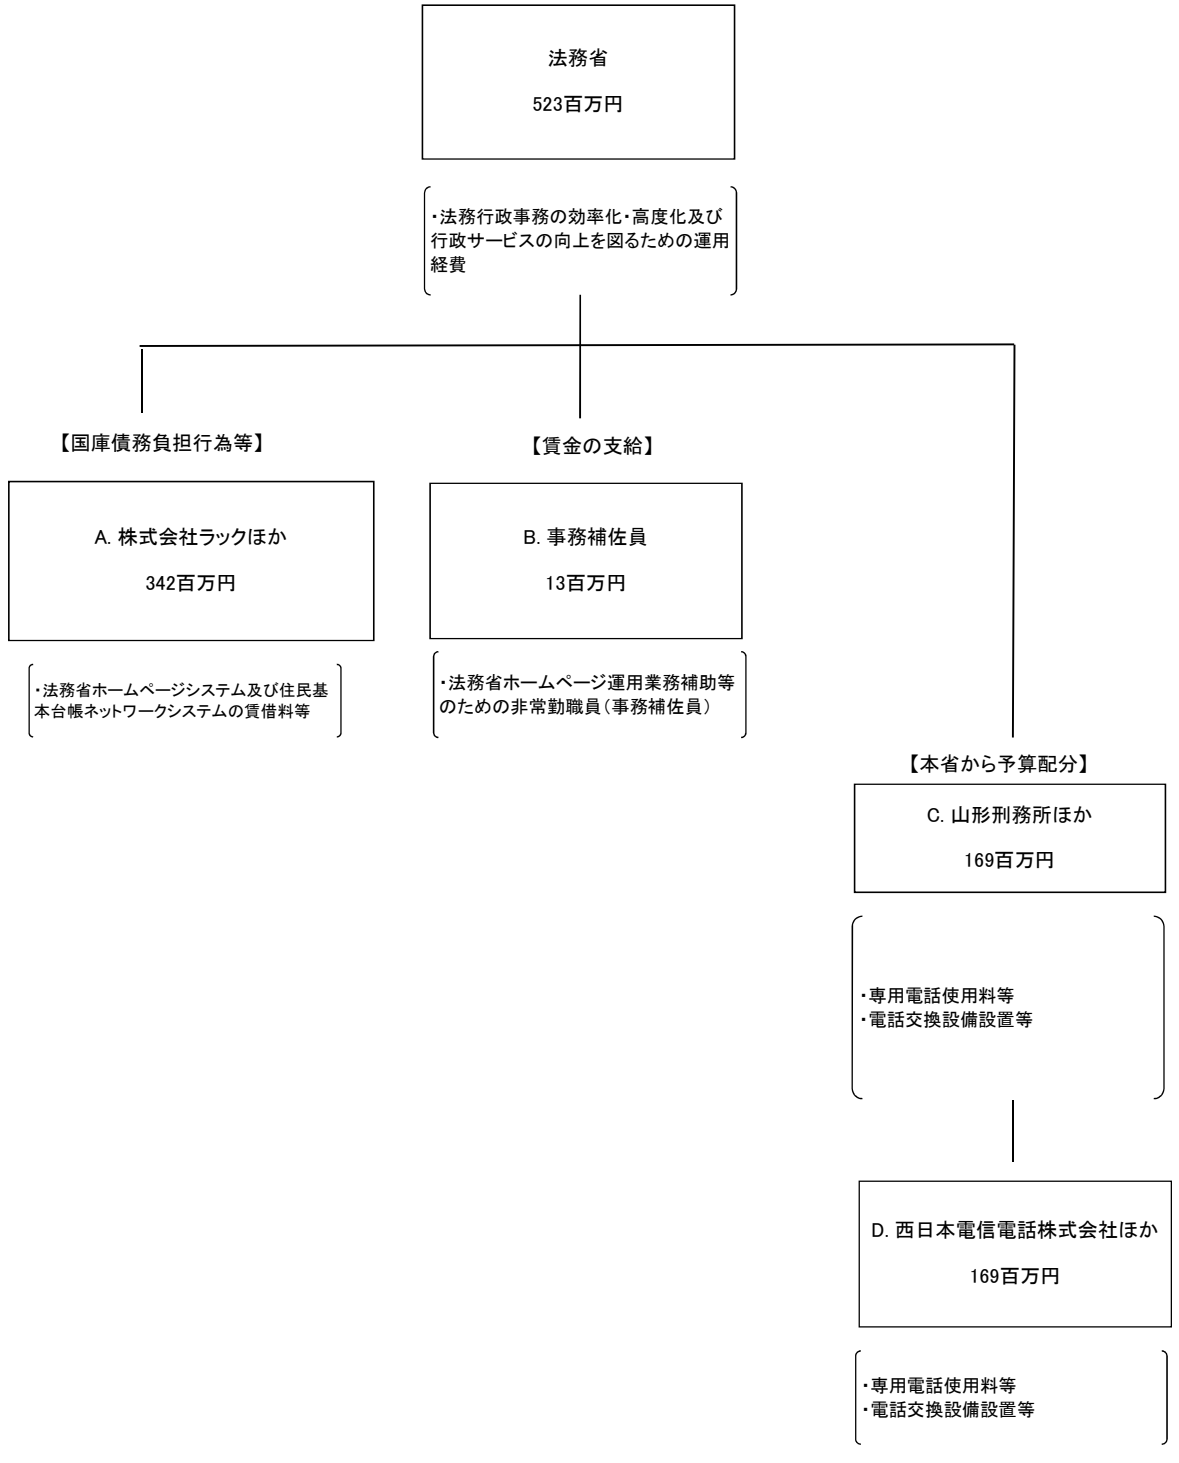 法務省
523百万円
・法務行政事務の効率化・高度化及び
行政サービスの向上を図るための運用
経費
【国庫債務負担行為等】
【賃金の支給】
A. 株式会社ラックほか
342百万円
B. 事務補佐員
13百万円
・法務省ホームページシステム及び住民基
本台帳ネットワークシステムの賃借料等
・法務省ホームページ運用業務補助等
のための非常勤職員（事務補佐員）
【本省から予算配分】
C. 山形刑務所ほか
169百万円
・専用電話使用料等
・電話交換設備設置等
D. 西日本電信電話株式会社ほか
169百万円
・専用電話使用料等
・電話交換設備設置等